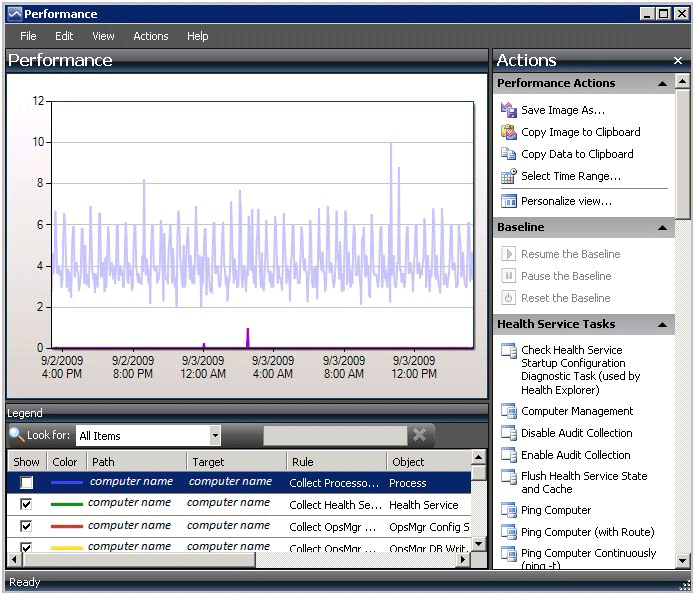 Performance
File Edit View Actions Help
Performance
12
10
8
6
4
2
0
9/2/2009 9/2/2009 9/3/2009 9/3/2009 9/3/2009 9/3/2009
4:00 PM 8:00 PM 12:00 AM 4:00 AM 8:00 AM 12:00 PM
Legend
Look for: All Items
Show Color Path Target Rule Object
computer name computer name Collect Processo... Process
computer name computer name Collect Health Se... Health Service
computer name computer name Collect OpsMgr ... OpsMgr Config S
computer name computer name Collect OpsMgr ... OpsMgr DB Writ
Actions
Performance Actions
Save Image As...
Copy Image to Clipboard
Copy Data to Clipboard
Select Time Range...
Personalize view...
Baseline
Resume the Baseline
Pause the Baseline
Reset the Baseline
Health Service Tasks
Check Health Service
Startup Configuration
Diagnostic Task (used by
Health Explorer)
Computer Management
Disable Audit Collection
Enable Audit Collection
Flush Health Service State
and Cache
Ping Computer
Ping Computer (with Route)
Ping Computer Continuously
(ping -t)
Ready